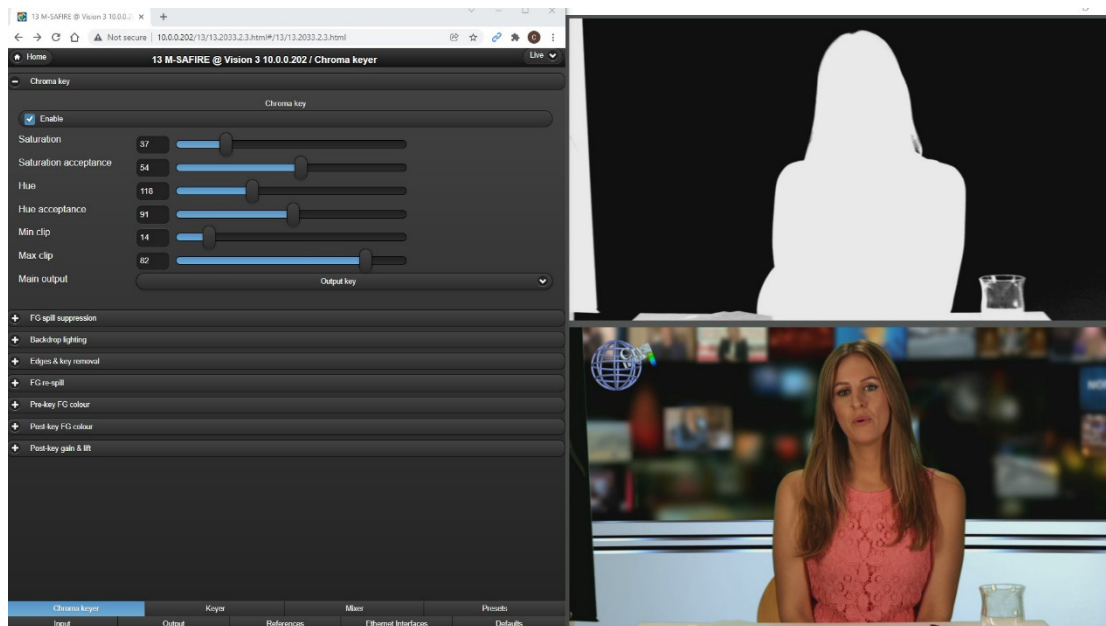 13 M-SAFIRE @ Vision 3 10.0.0.2
Not secure | 10.0.0.202/13/13.2033.2.3.html#/13/13.2033.2.3.html
Home
13 M-SAFIRE @ Vision 3 10.0.0.202 / Chroma keyer
Live
Chroma key
Chroma key
Enable
Saturation 37
Saturation acceptance 54
Hue 118
Hue acceptance 91
Min clip 14
Max clip 82
Main output Output key
FG spill suppression
Backdrop lighting
Edges & key removal
FG re-spill
Pre-key FG colour
Post-key FG colour
Post-key gain & lift
Chroma keyer Keyer Mixer Presets
Input Output References Ethernet Interfaces Defaults